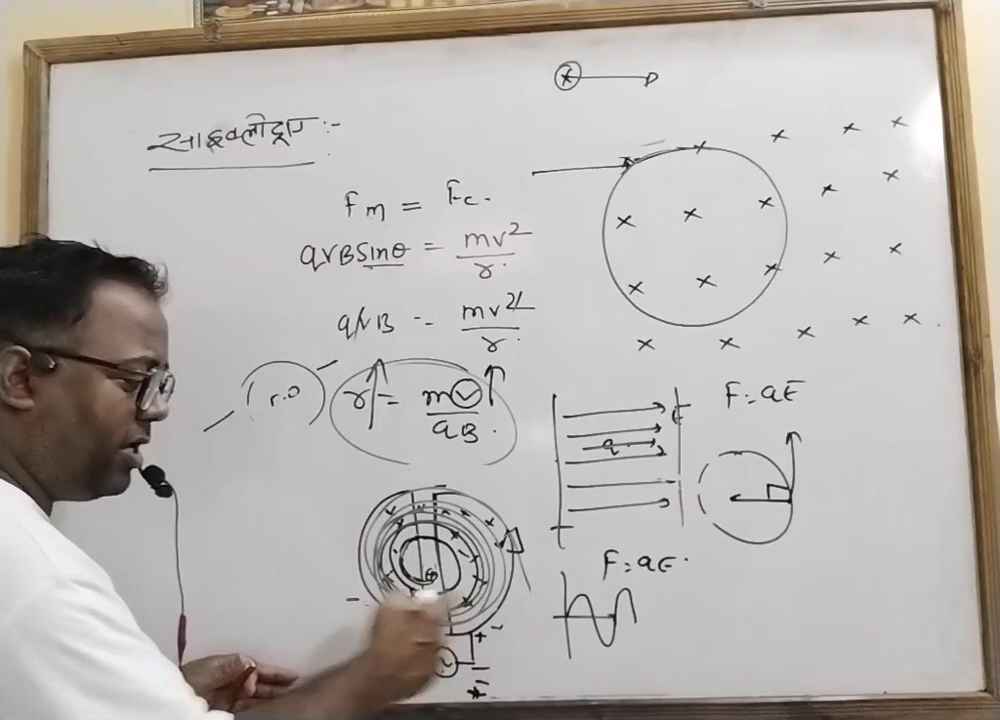 साइक्लोट्रान :-
Fm = Fc.
qvBsinθ = mv²/r.
qvB = mv²/r.
r = mv/qB.
F = qE
q
F = qE.